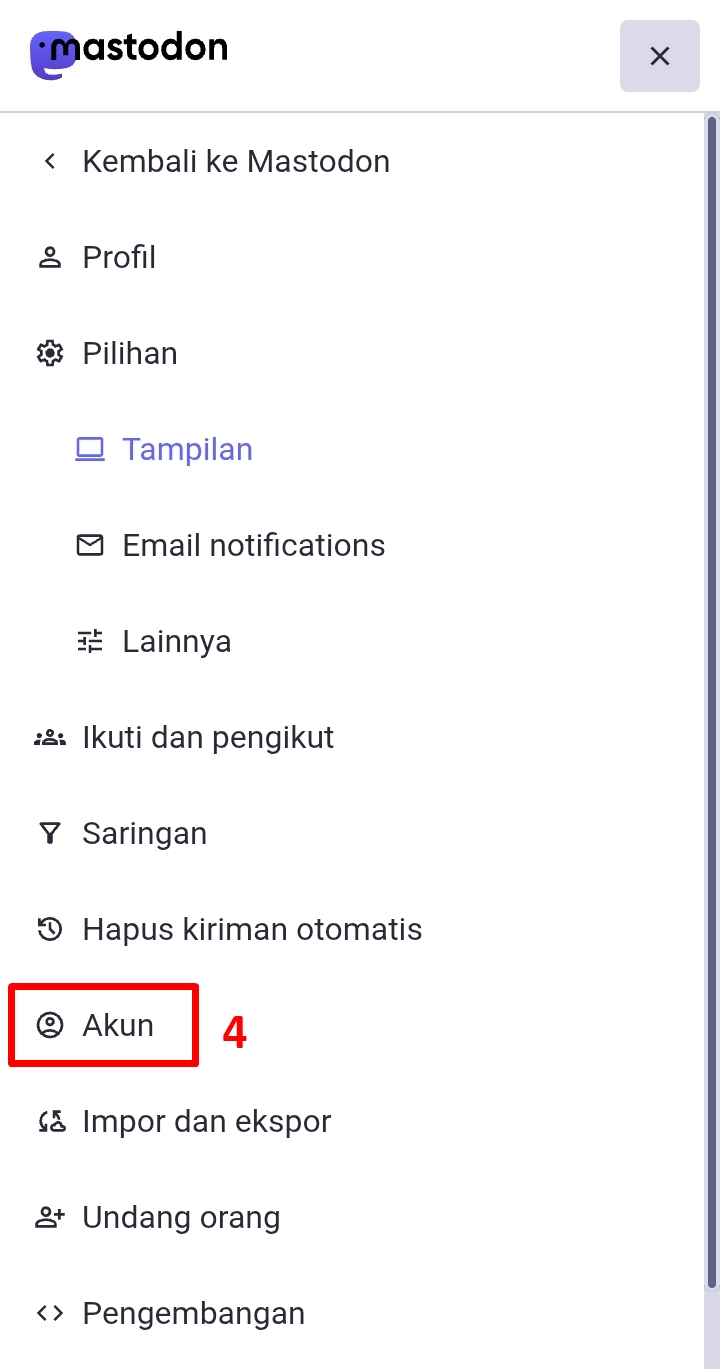 mastodon
Kembali ke Mastodon
Profil
Pilihan
Tampilan
Email notifications
Lainnya
Ikuti dan pengikut
Saringan
Hapus kiriman otomatis
Akun 4
Impor dan ekspor
Undang orang
Pengembangan